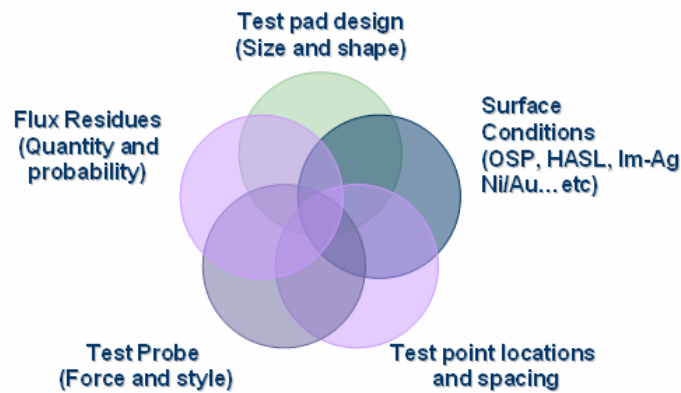 Test pad design
(Size and shape)
Flux Residues
(Quantity and
probability)
Surface
Conditions
(OSP, HASL, Im-Ag
Ni/Au...etc)
Test Probe
(Force and style)
Test point locations
and spacing